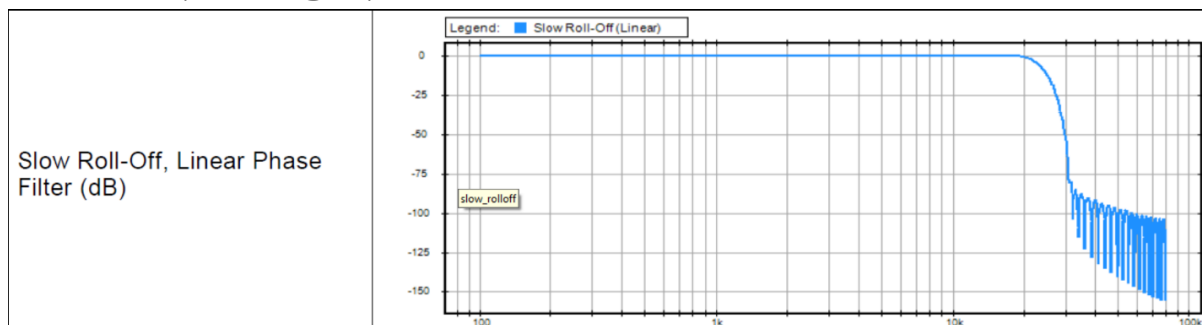 Legend: Slow Roll-Off (Linear)
Slow Roll-Off, Linear Phase
Filter (dB)
slow_rolloff
0
-25
-50
-75
-100
-125
-150
100 1k 10k 100k